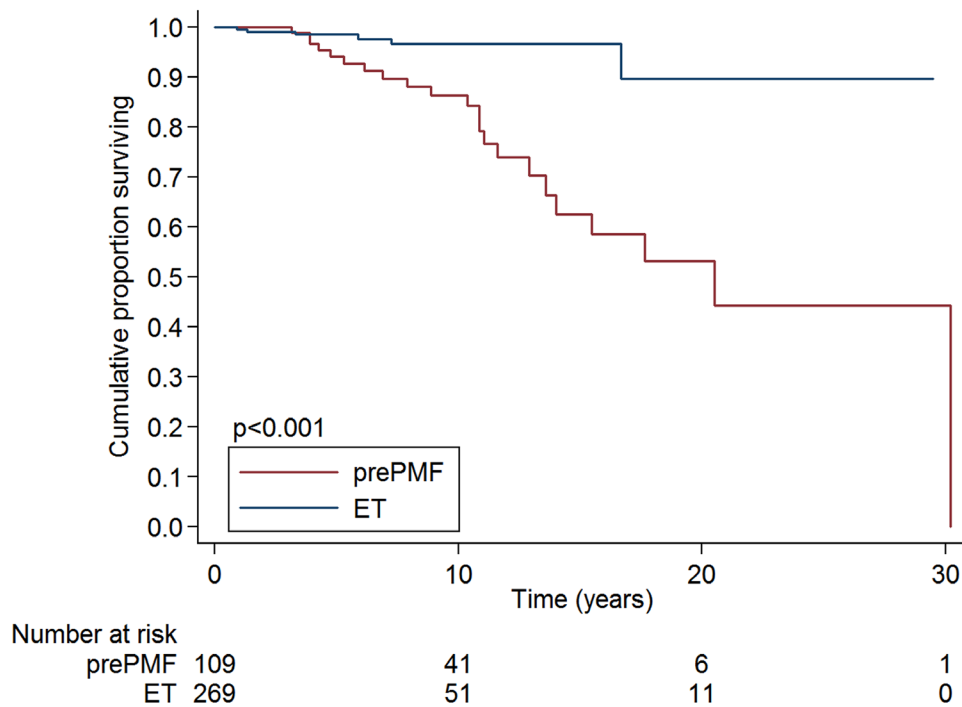 Cumulative proportion surviving
1.0
0.9
0.8
0.7
0.6
0.5
0.4
0.3
0.2
0.1
0.0
p<0.001
prePMF
ET
0 10 20 30
Time (years)
Number at risk
prePMF 109 41 6 1
ET 269 51 11 0